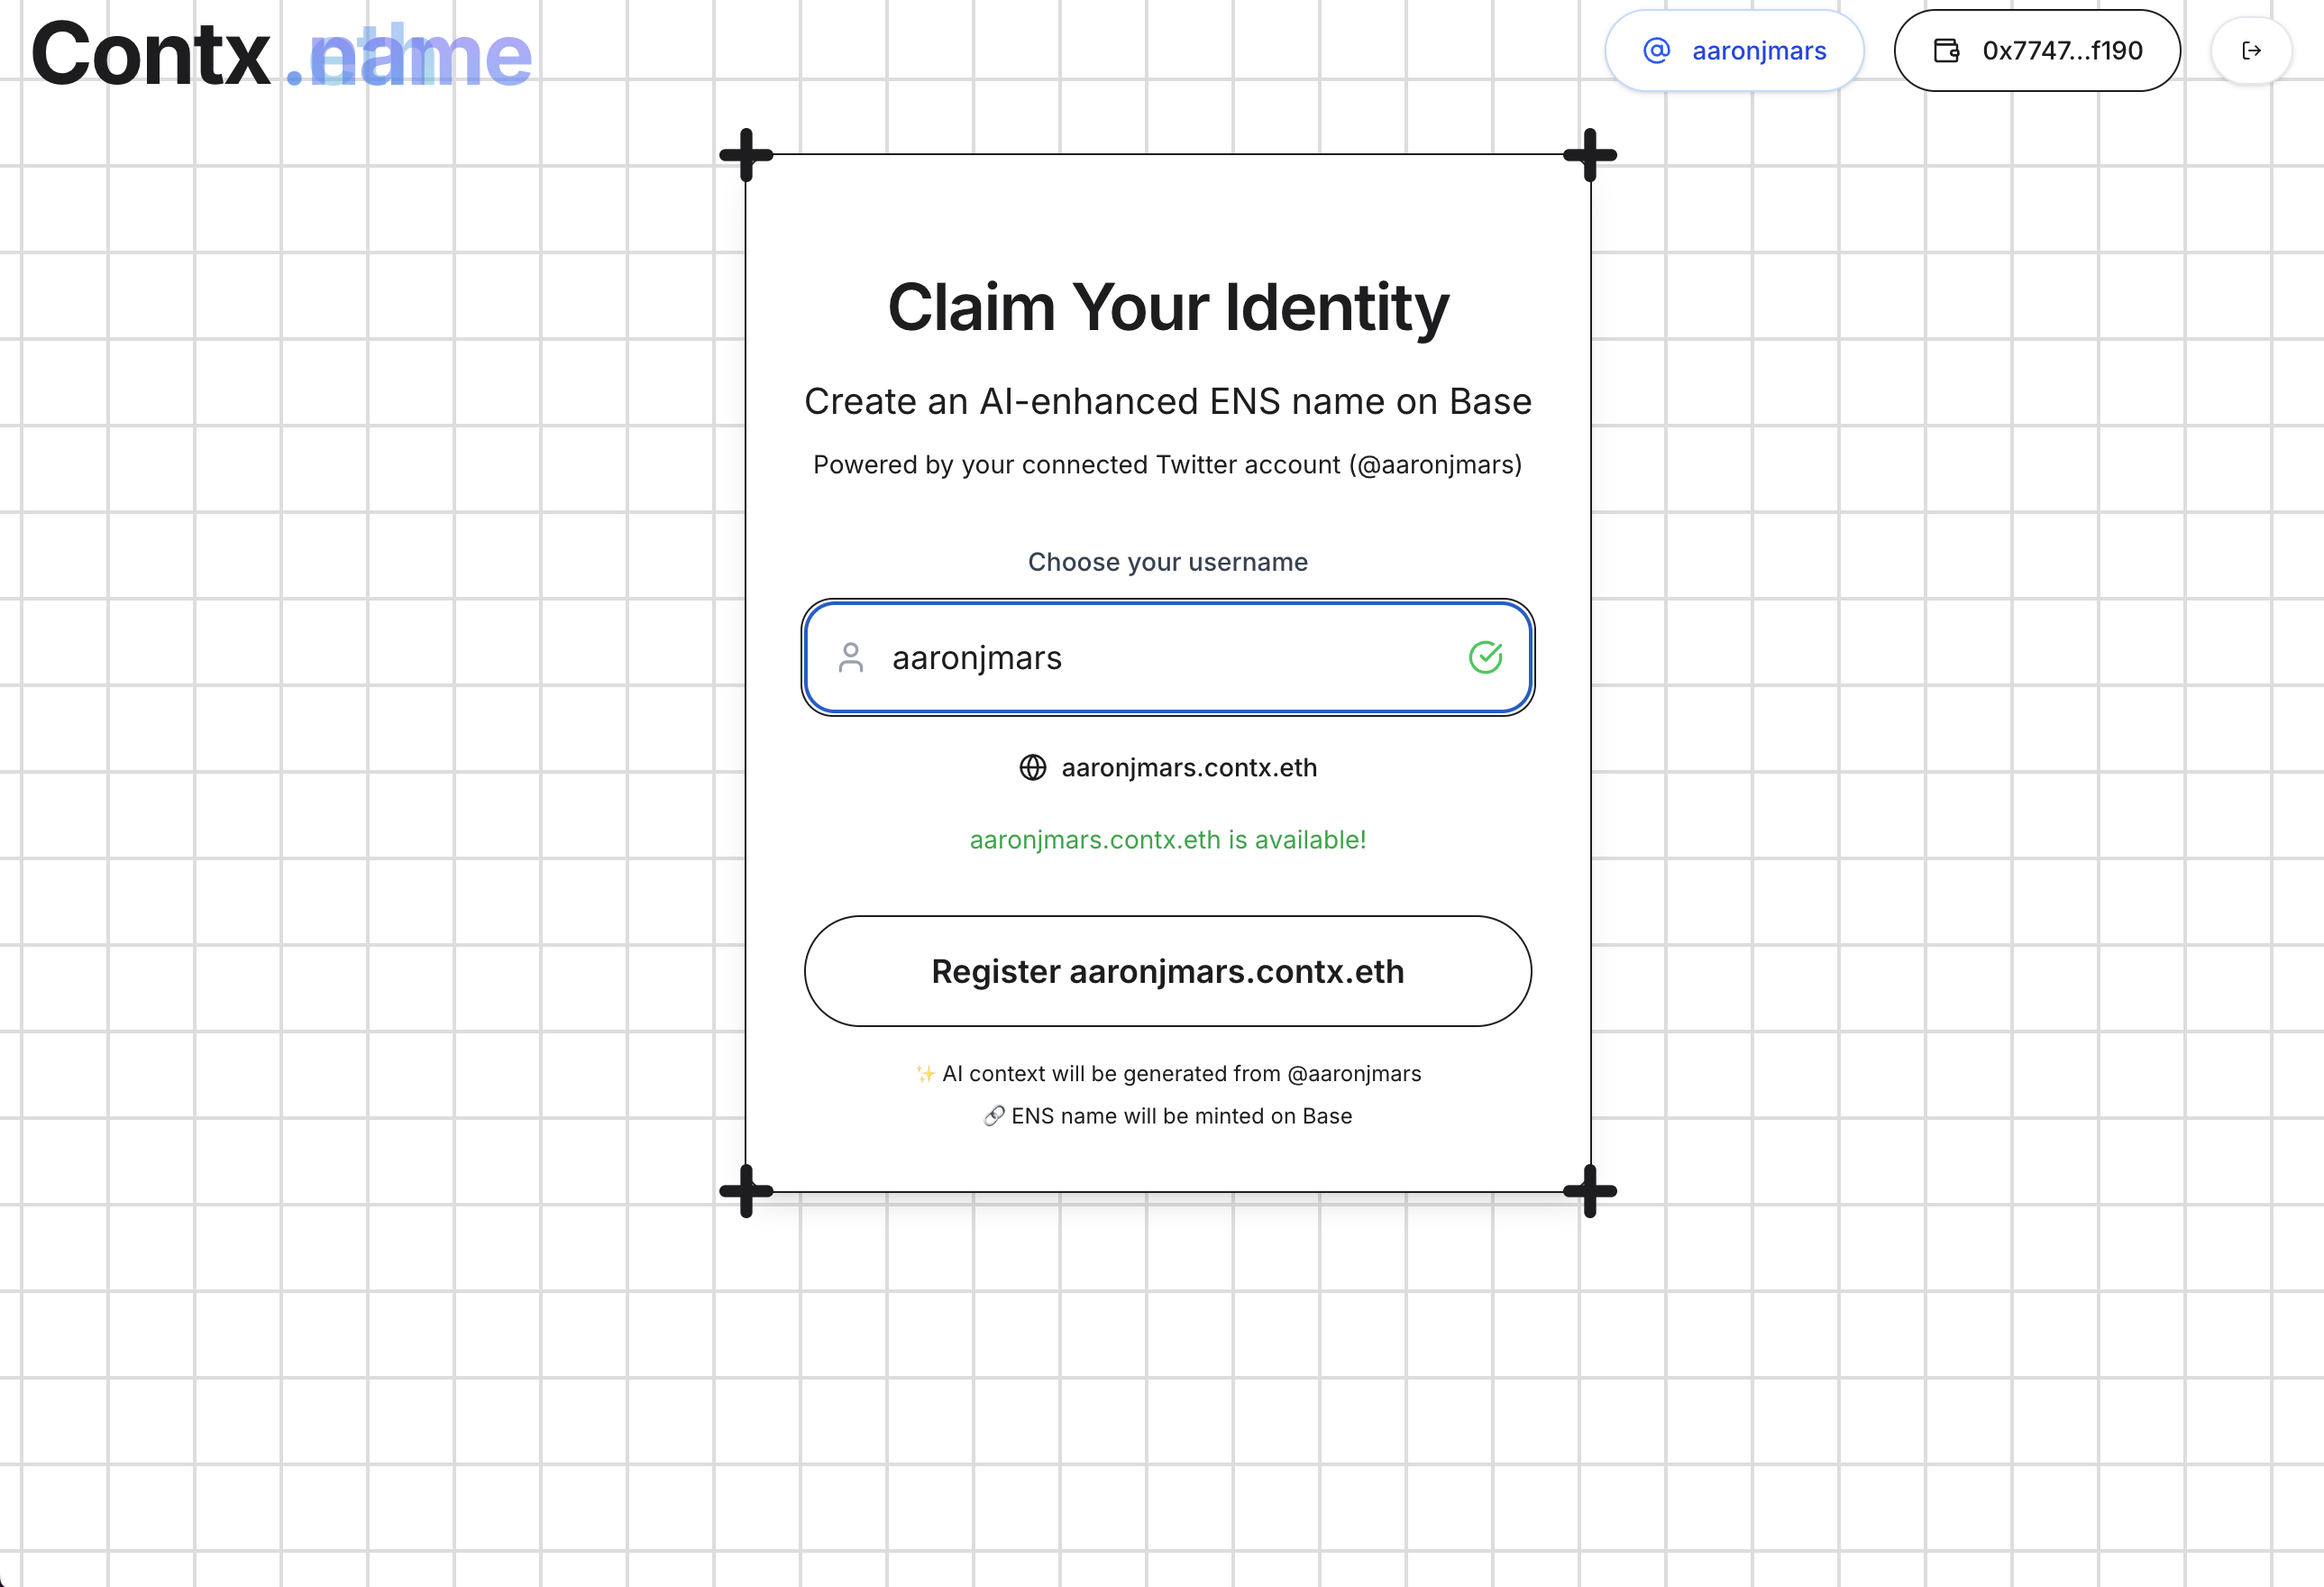 Contx .name
@ aaronjmars
0x7747...f190
Claim Your Identity
Create an AI-enhanced ENS name on Base
Powered by your connected Twitter account (@aaronjmars)
Choose your username
aaronjmars
aaronjmars.contx.eth
aaronjmars.contx.eth is available!
Register aaronjmars.contx.eth
✨ AI context will be generated from @aaronjmars
🔗 ENS name will be minted on Base